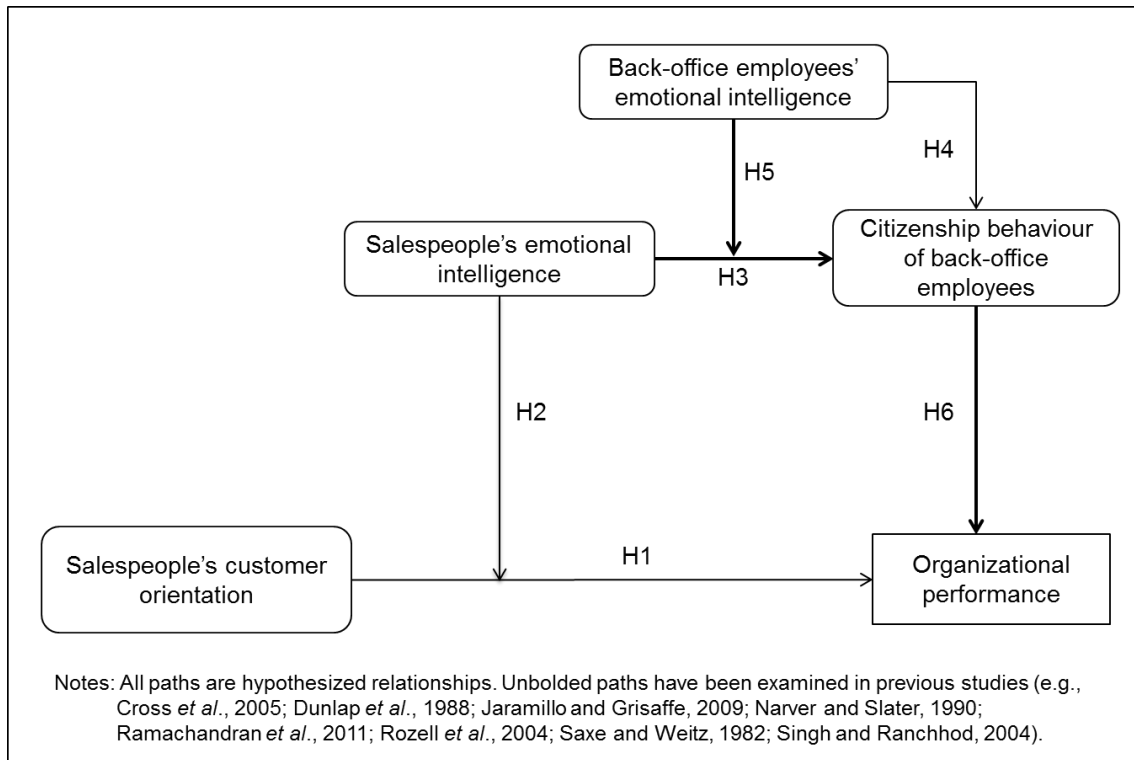 Back-office employees’
emotional intelligence
H4
H5
Salespeople’s emotional
intelligence
H3
Citizenship behaviour
of back-office
employees
H2
H6
Salespeople’s customer
orientation
H1
Organizational
performance
Notes: All paths are hypothesized relationships. Unbolded paths have been examined in previous studies (e.g.,
Cross et al., 2005; Dunlap et al., 1988; Jaramillo and Grisaffe, 2009; Narver and Slater, 1990;
Ramachandran et al., 2011; Rozell et al., 2004; Saxe and Weitz, 1982; Singh and Ranchhod, 2004).